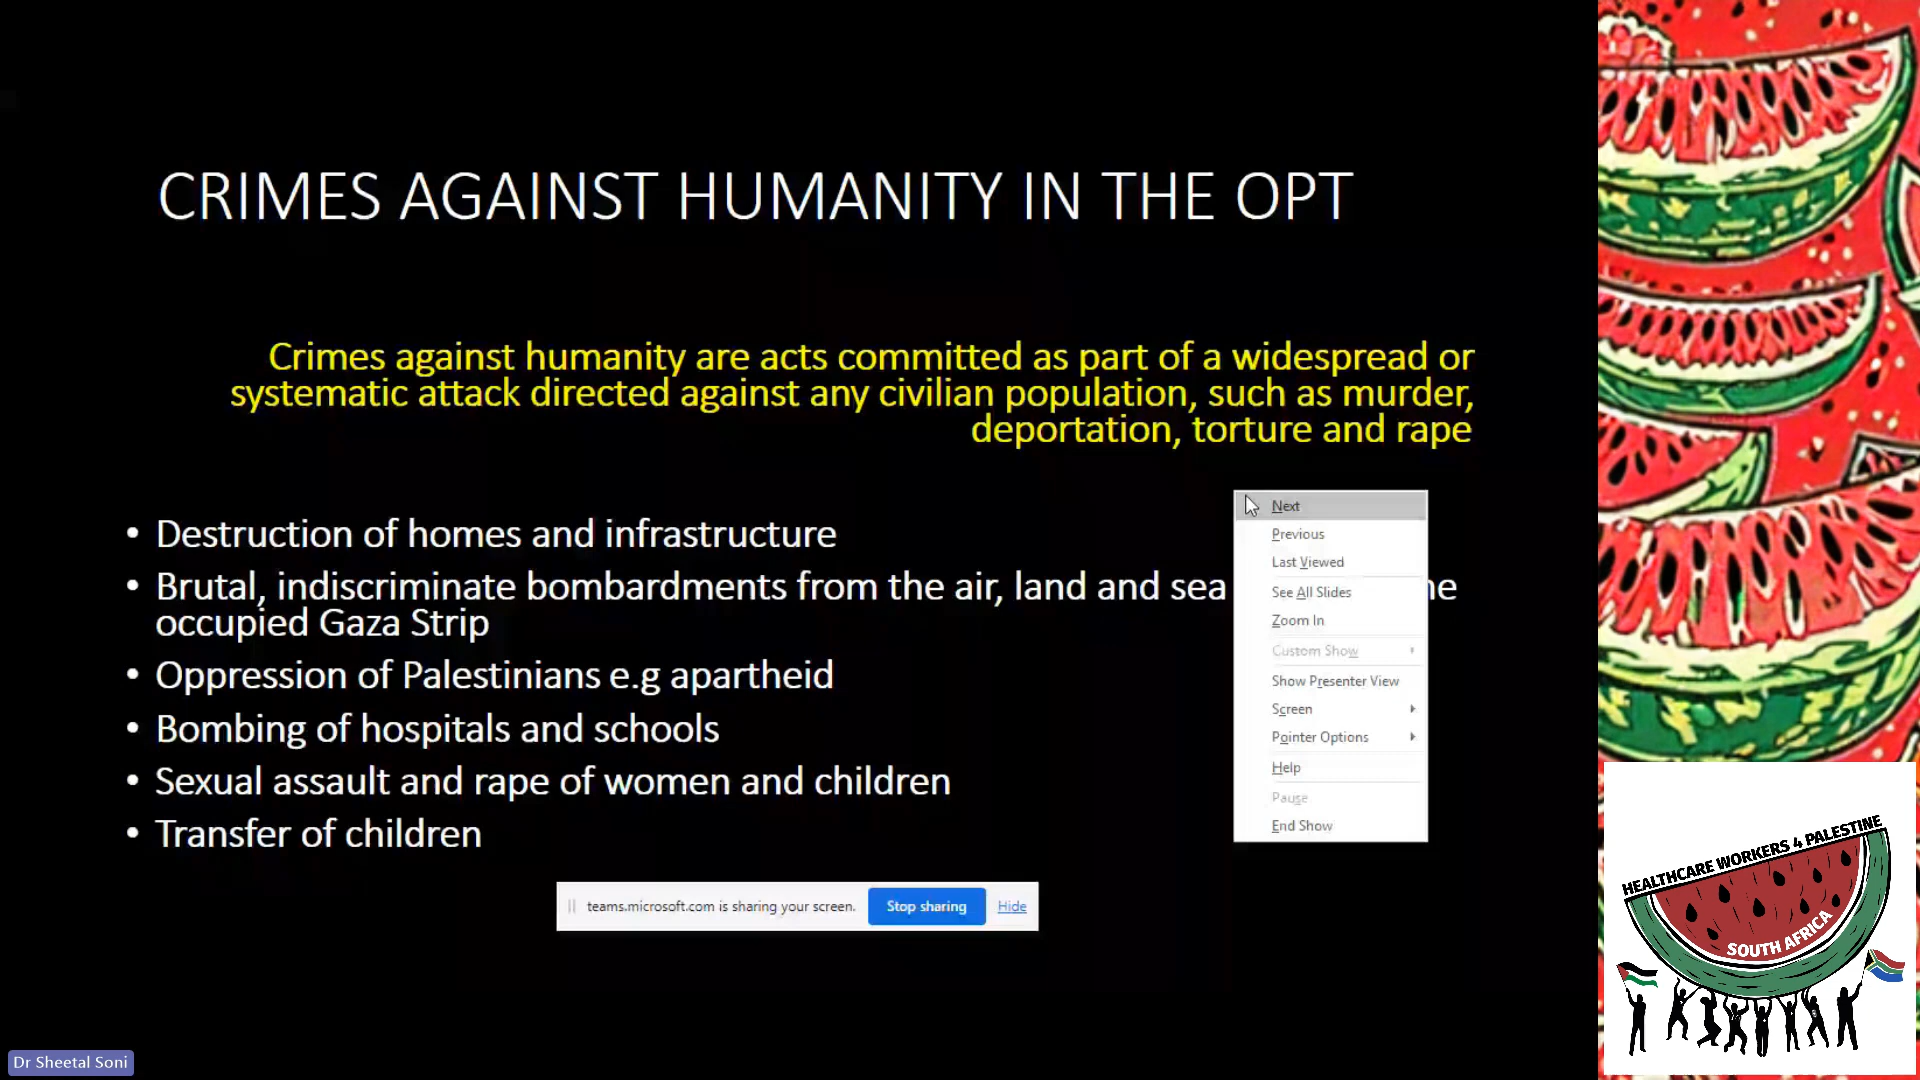 CRIMES AGAINST HUMANITY IN THE OPT
Crimes against humanity are acts committed as part of a widespread or
systematic attack directed against any civilian population, such as murder,
deportation, torture and rape
• Destruction of homes and infrastructure
• Brutal, indiscriminate bombardments from the air, land and sea
occupied Gaza Strip
• Oppression of Palestinians e.g apartheid
• Bombing of hospitals and schools
• Sexual assault and rape of women and children
• Transfer of children
Next
Previous
Last Viewed
See All Slides
Zoom In
Custom Show
Show Presenter View
Screen
Pointer Options
Help
Pause
End Show
teams.microsoft.com is sharing your screen. Stop sharing Hide
HEALTHCARE WORKERS 4 PALESTINE
SOUTH AFRICA
Dr Sheetal Soni